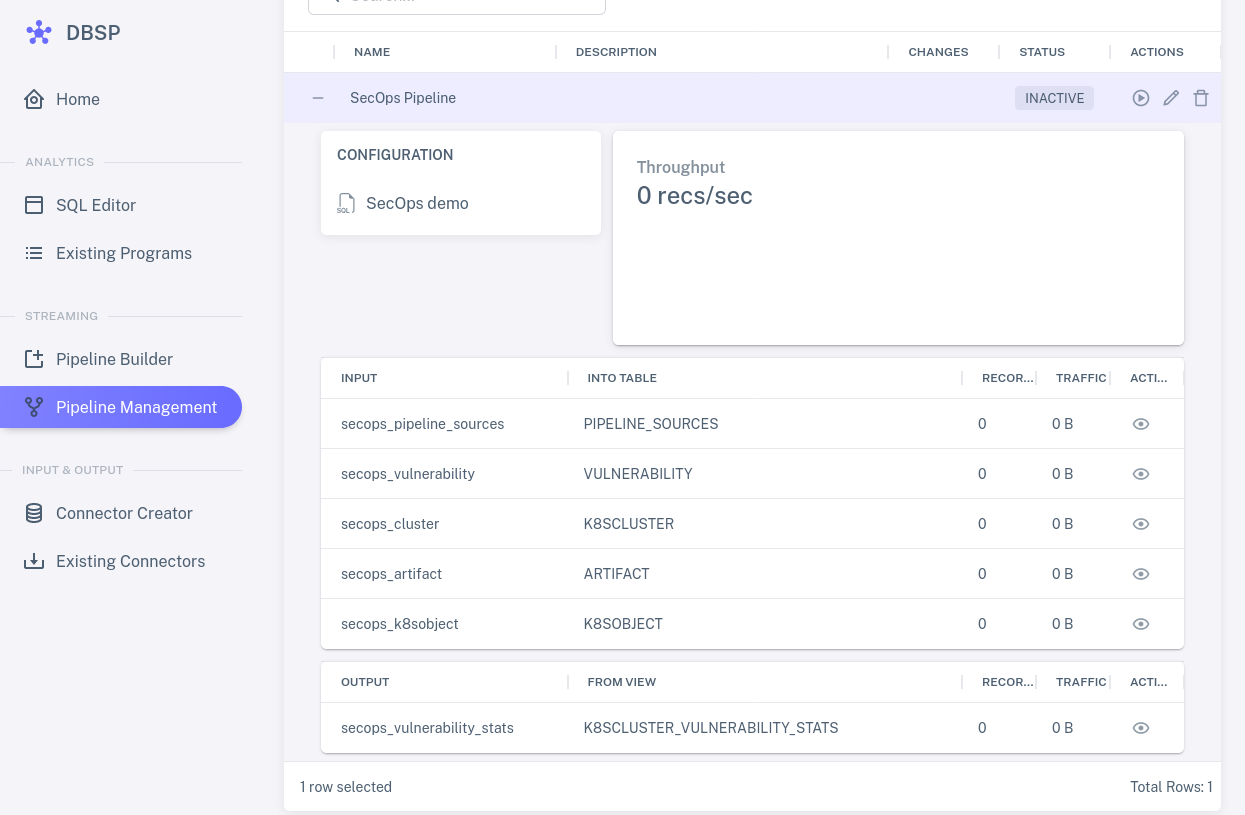 DBSP
Home
ANALYTICS
SQL Editor
Existing Programs
STREAMING
Pipeline Builder
Pipeline Management
INPUT & OUTPUT
Connector Creator
Existing Connectors
NAME DESCRIPTION CHANGES STATUS ACTIONS
SecOps Pipeline INACTIVE
CONFIGURATION
SQL SecOps demo
Throughput
0 recs/sec
INPUT INTO TABLE RECOR... TRAFFIC ACTI...
secops_pipeline_sources PIPELINE_SOURCES 0 0 B
secops_vulnerability VULNERABILITY 0 0 B
secops_cluster K8SCLUSTER 0 0 B
secops_artifact ARTIFACT 0 0 B
secops_k8sobject K8SOBJECT 0 0 B
OUTPUT FROM VIEW RECOR... TRAFFIC ACTI...
secops_vulnerability_stats K8SCLUSTER_VULNERABILITY_STATS 0 0 B
1 row selected Total Rows: 1